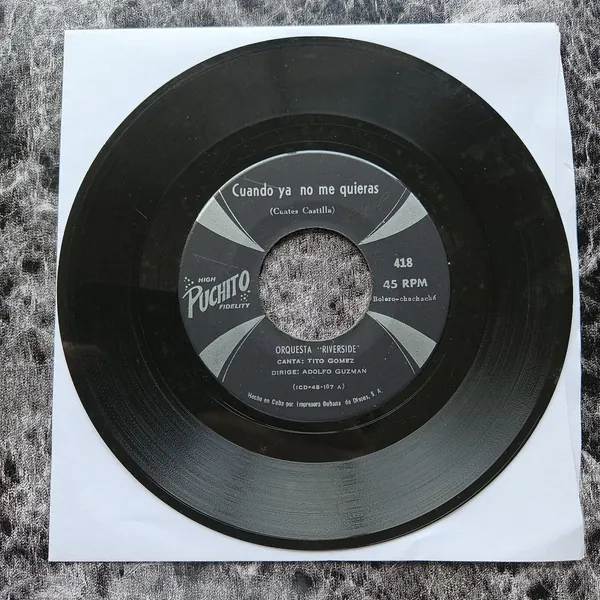 Cuando ya no me quieras
(Cuates Castilla)
HIGH
PUCHITO
FIDELITY
418
45 RPM
Bolero-chachachá
ORQUESTA "RIVERSIDE"
CANTA: TITO GOMEZ
DIRIGE: ADOLFO GUZMAN
(ICD-45-107 A)
Hecho en Cuba por Impresora Cubana de Discos, S. A.